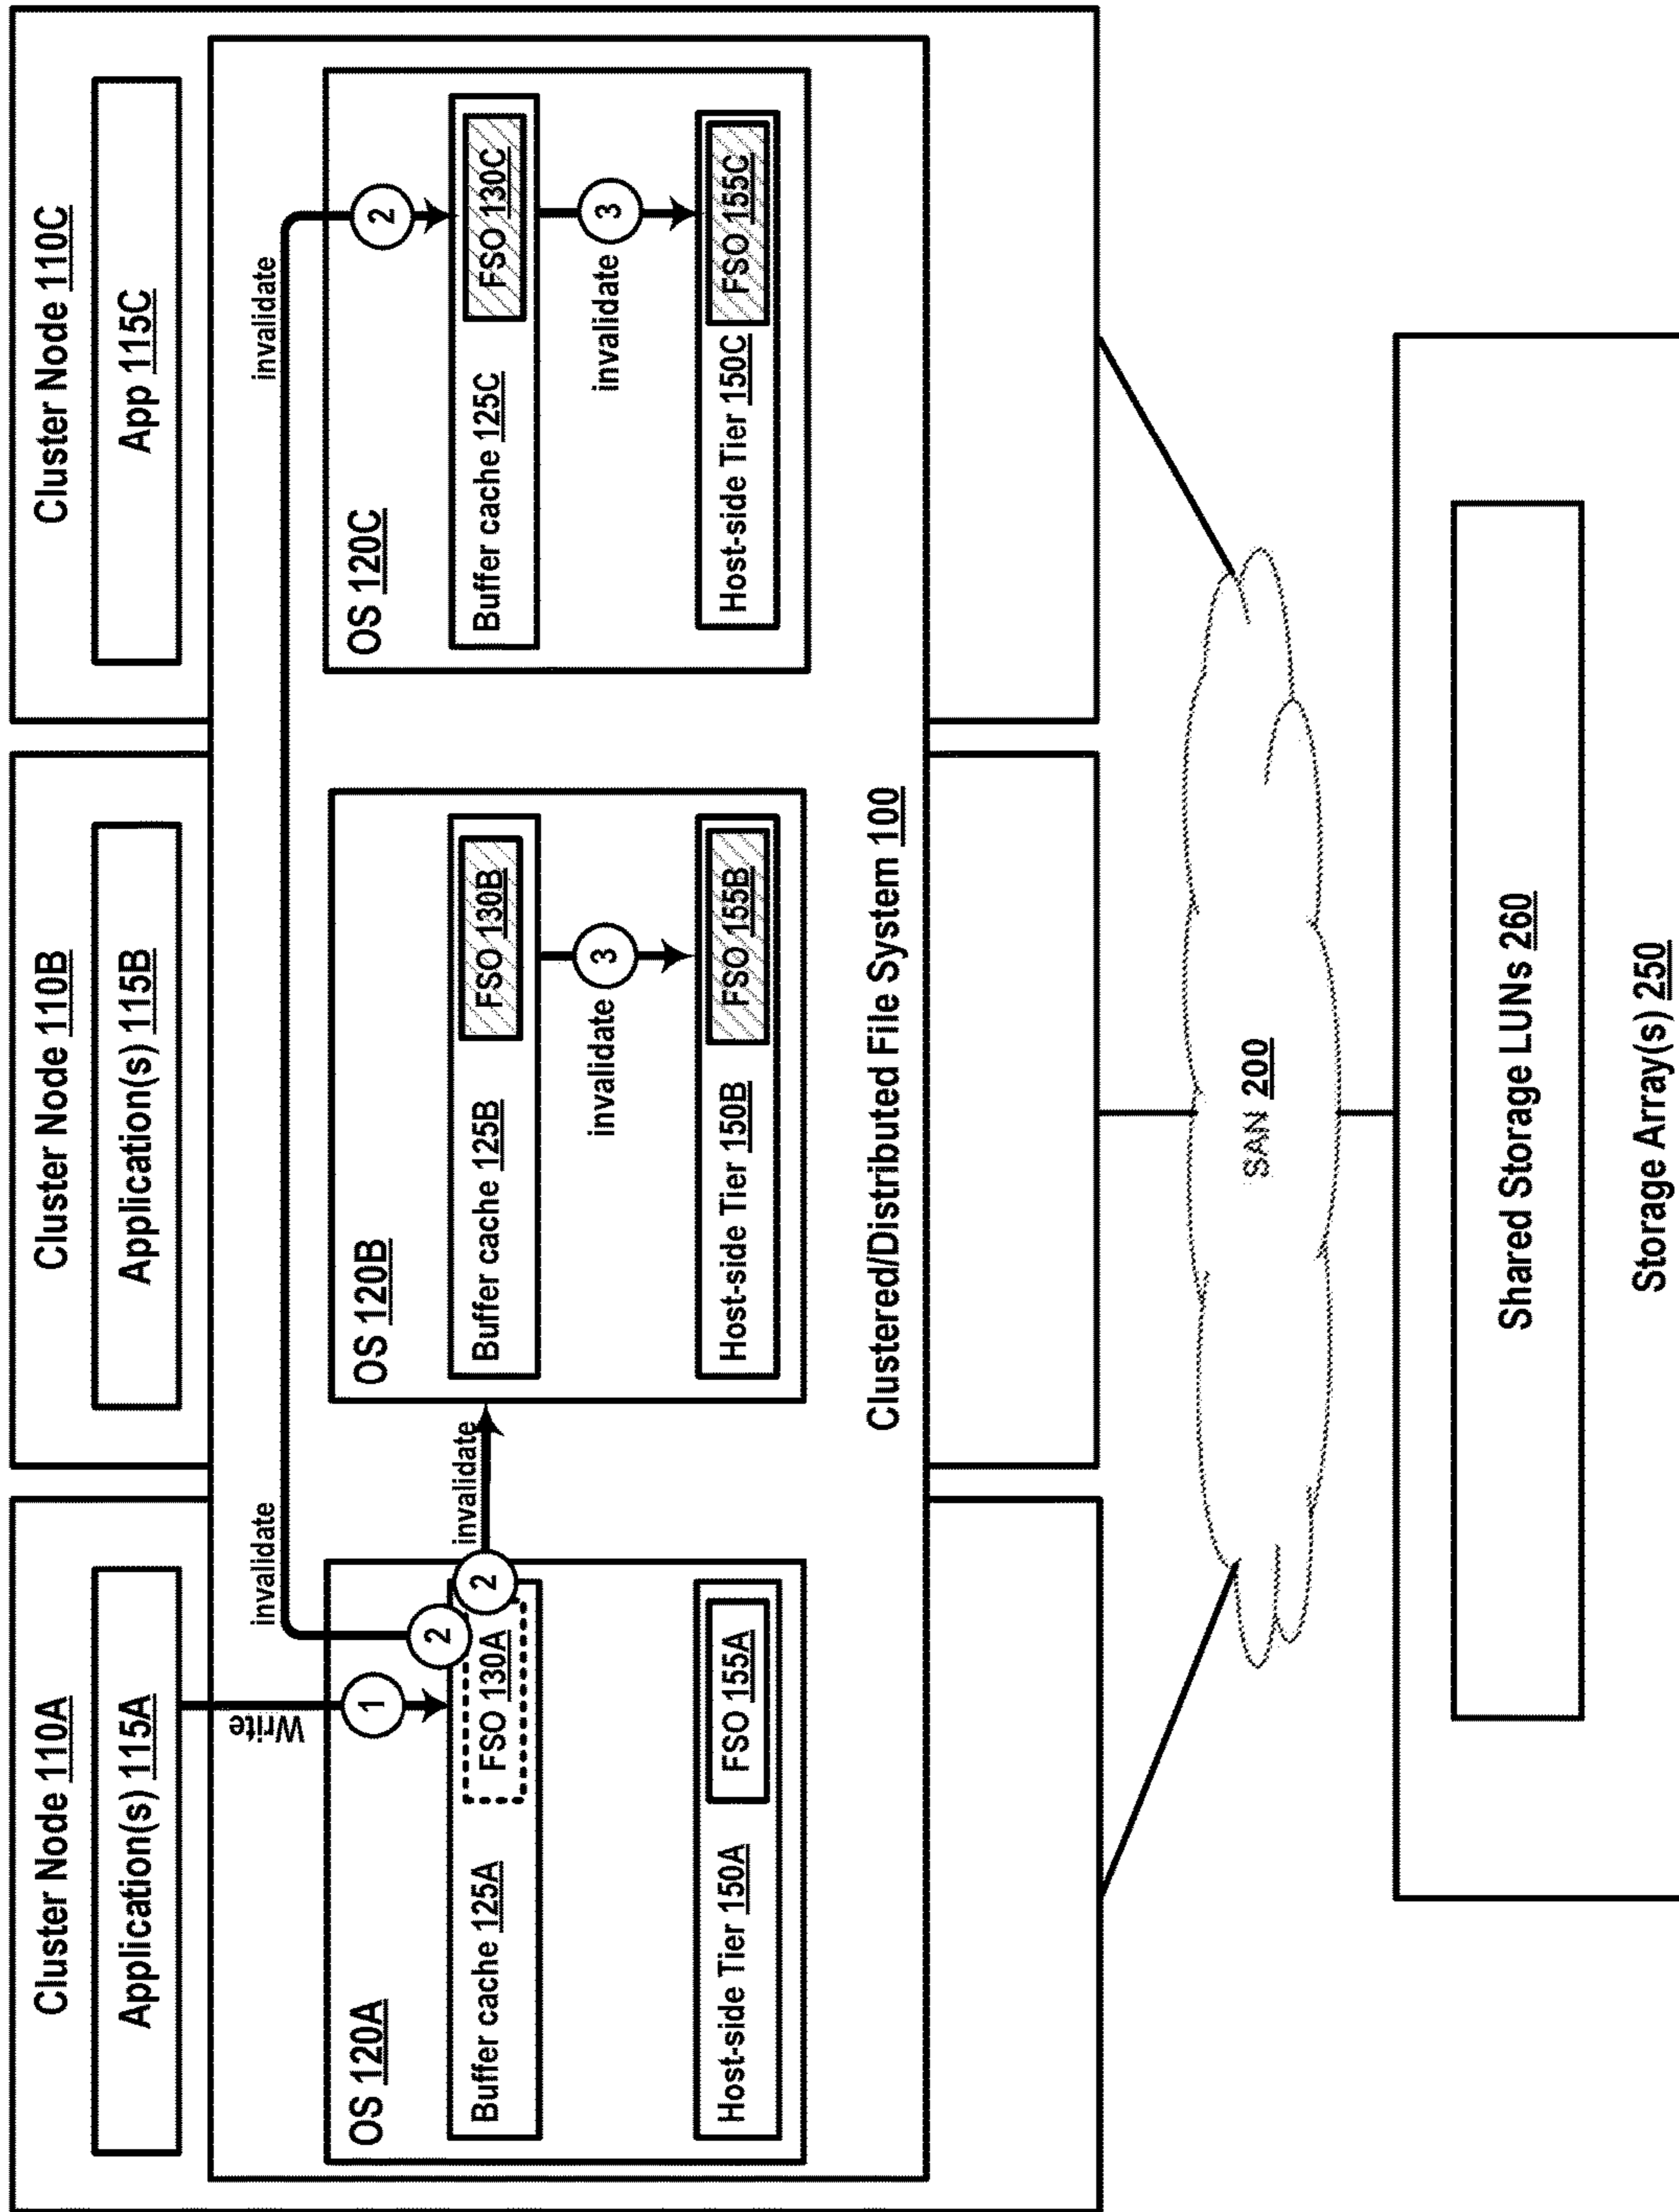 Cluster Node 110A
Application(s) 115A
Cluster Node 110B
Application(s) 115B
Cluster Node 110C
App 115C
Write
invalidate
invalidate
1
2
2
invalidate
2
OS 120A
Buffer cache 125A
FSO 130A
Host-side Tier 150A
FSO 155A
OS 120B
Buffer cache 125B
FSO 130B
invalidate
3
Host-side Tier 150B
FSO 155B
OS 120C
Buffer cache 125C
FSO 130C
invalidate
3
Host-side Tier 150C
FSO 155C
Clustered/Distributed File System 100
SAN 200
Shared Storage LUNs 260
Storage Array(s) 250